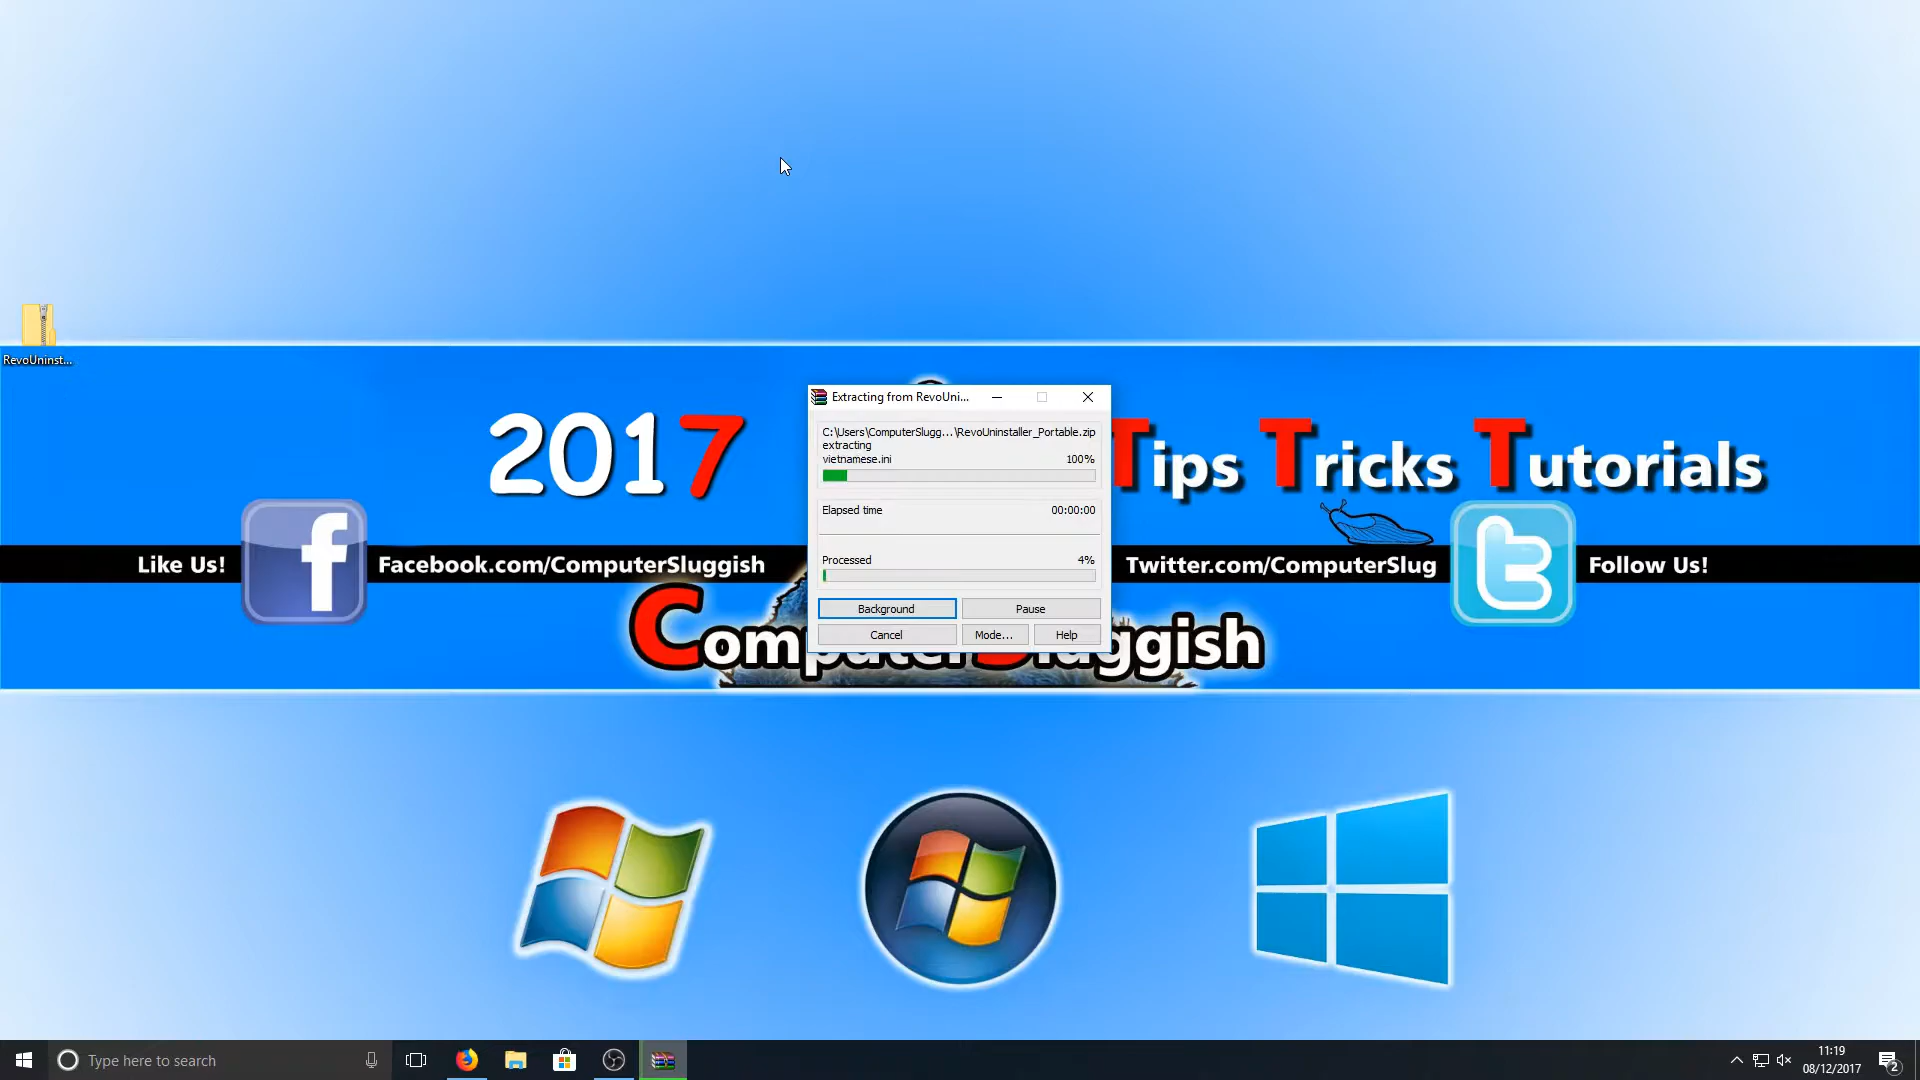 RevoUninst...
2017
Tips Tricks Tutorials
Extracting from RevoUni...
C:\Users\ComputerSlugg...\RevoUninstaller_Portable.zip
extracting
vietnamese.ini 100%
Elapsed time 00:00:00
Processed 4%
Background Pause
Cancel Mode... Help
Like Us! Facebook.com/ComputerSluggish
Twitter.com/ComputerSlug Follow Us!
f
t
Type here to search
11:19
08/12/2017
2